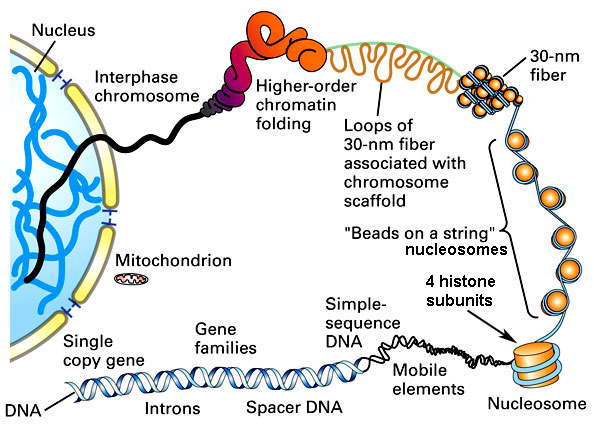 Nucleus
Interphase
chromosome
Higher-order
chromatin
folding
30-nm
fiber
Loops of
30-nm fiber
associated with
chromosome
scaffold
"Beads on a string"
nucleosomes
Mitochondrion
4 histone
subunits
Simple-
sequence
DNA
Single
copy gene
Gene
families
Mobile
elements
Nucleosome
DNA
Introns
Spacer DNA